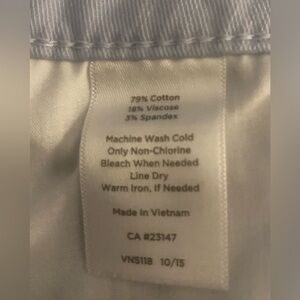 79% Cotton
18% Viscose
3% Spandex
Machine Wash Cold
Only Non-Chlorine
Bleach When Needed
Line Dry
Warm Iron, If Needed
Made in Vietnam
CA #23147
VN5118 10/15